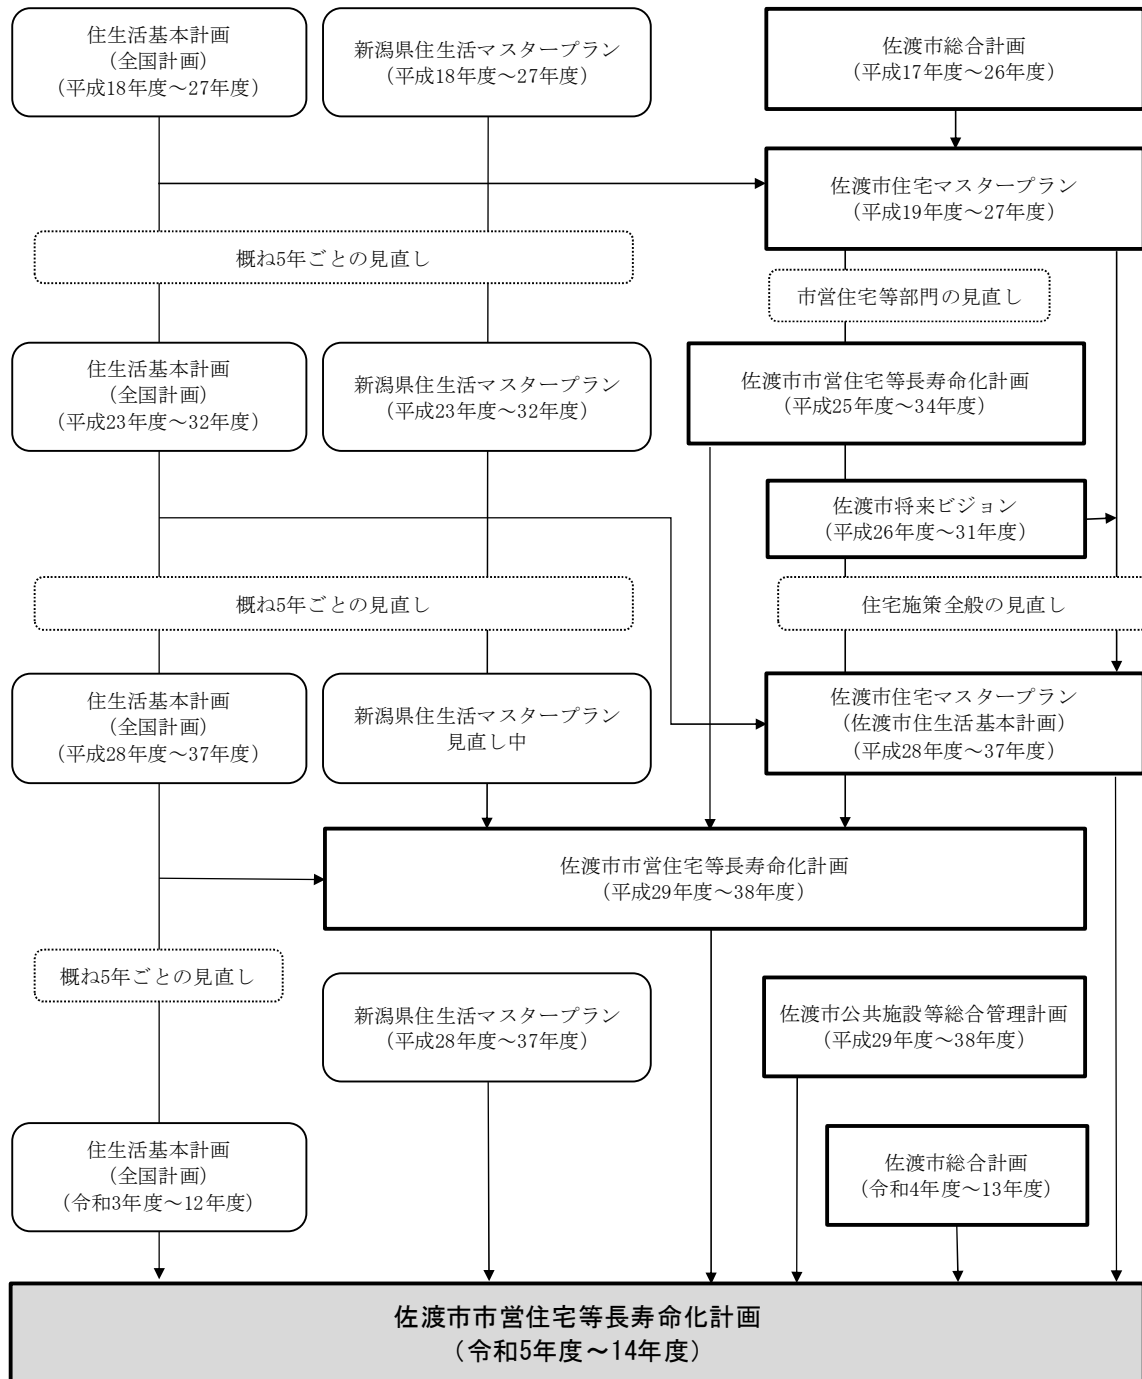 住生活基本計画
(全国計画)
(平成18年度～27年度)
新潟県住生活マスタープラン
(平成18年度～27年度)
佐渡市総合計画
(平成17年度～26年度)
佐渡市住宅マスタープラン
(平成19年度～27年度)
概ね5年ごとの見直し
市営住宅等部門の見直し
住生活基本計画
(全国計画)
(平成23年度～32年度)
新潟県住生活マスタープラン
(平成23年度～32年度)
佐渡市市営住宅等長寿命化計画
(平成25年度～34年度)
佐渡市将来ビジョン
(平成26年度～31年度)
概ね5年ごとの見直し
住宅施策全般の見直し
住生活基本計画
(全国計画)
(平成28年度～37年度)
新潟県住生活マスタープラン
見直し中
佐渡市住宅マスタープラン
(佐渡市住生活基本計画)
(平成28年度～37年度)
佐渡市市営住宅等長寿命化計画
(平成29年度～38年度)
概ね5年ごとの見直し
新潟県住生活マスタープラン
(平成28年度～37年度)
佐渡市公共施設等総合管理計画
(平成29年度～38年度)
住生活基本計画
(全国計画)
(令和3年度～12年度)
佐渡市総合計画
(令和4年度～13年度)
佐渡市市営住宅等長寿命化計画
(令和5年度～14年度)